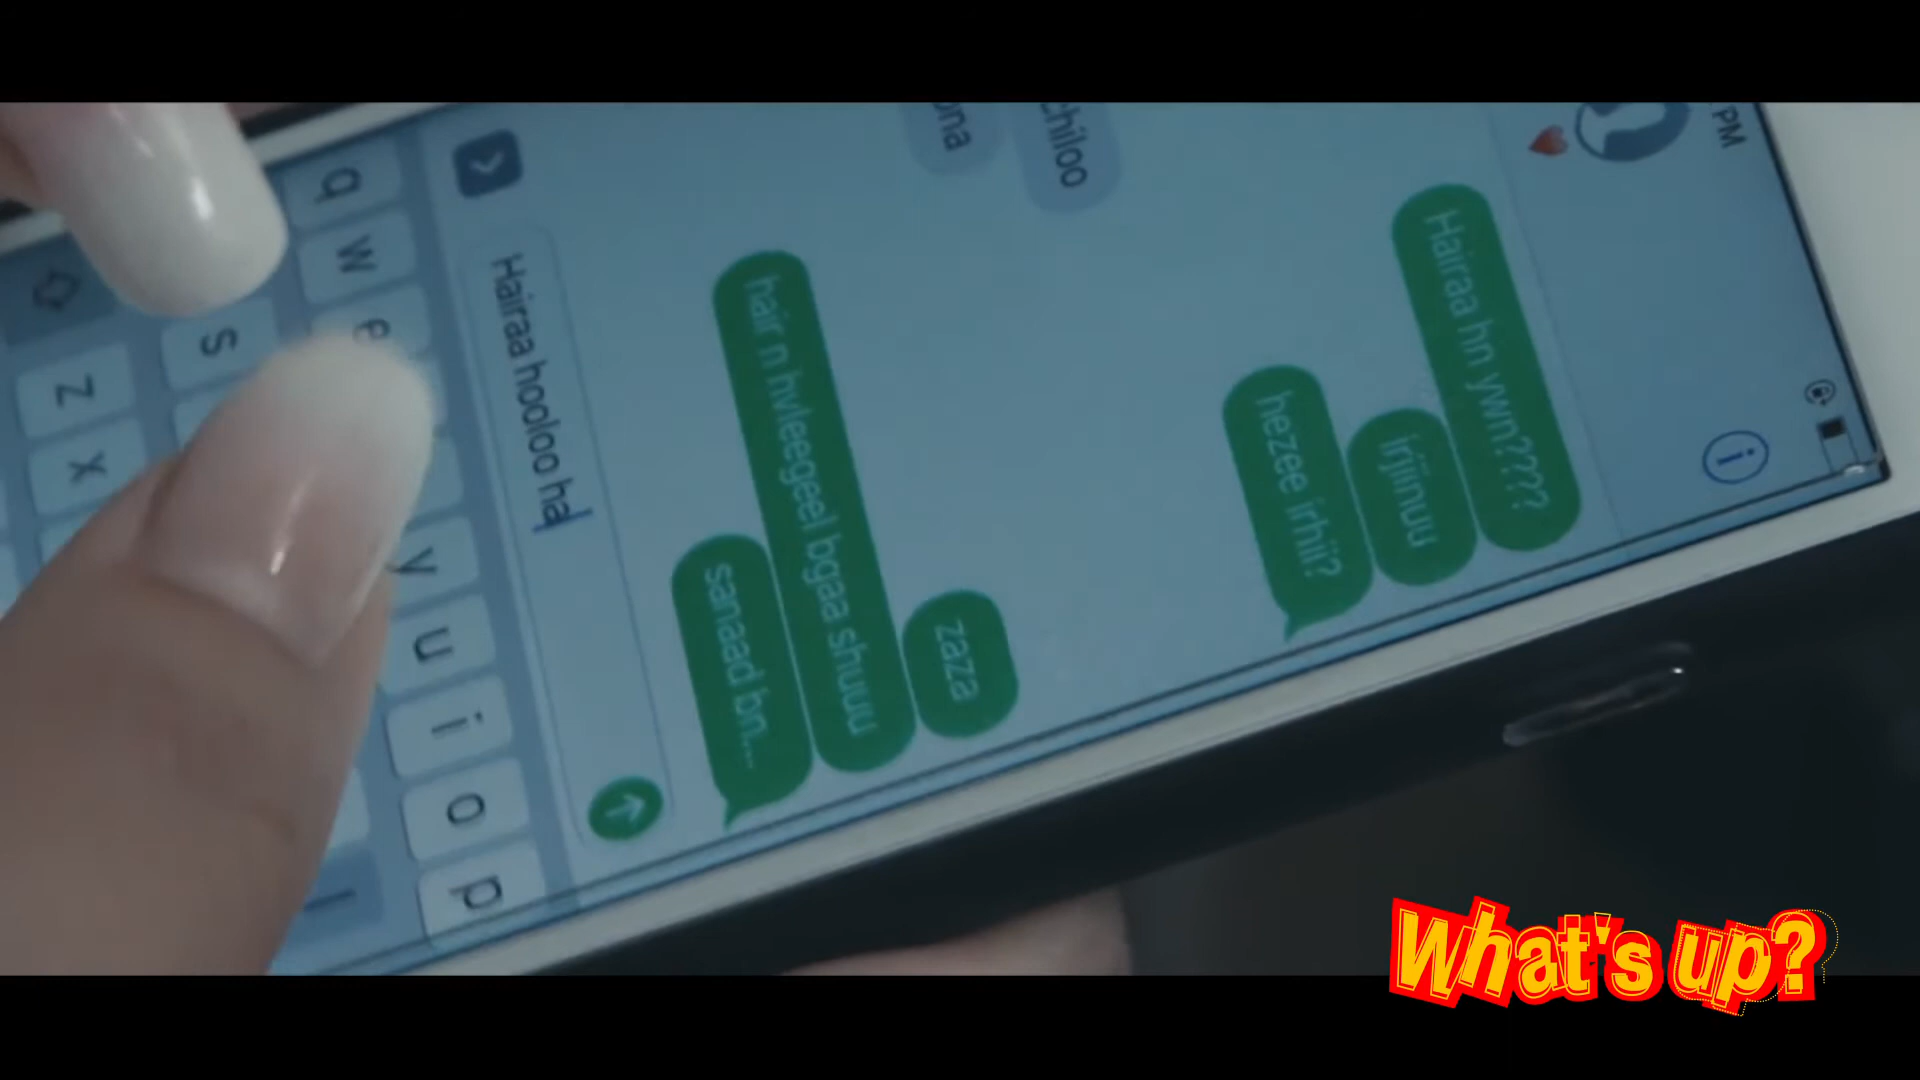 PM
Hairaa hn ywn????
irjiinuu
hezee irhii?
chiloo
ona
zaza
hair n hvleegeel bgaa shuuu
sanaad bn...
Hairaa hooloo ha
q w e y u i o p
s
z x
What's up?